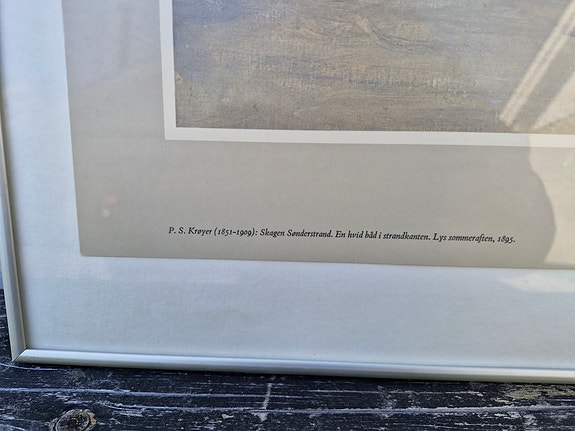 P. S. Krøyer (1851-1909): Skagen Sønderstrand. En hvid båd i strandkanten. Lys sommeraften, 1895.